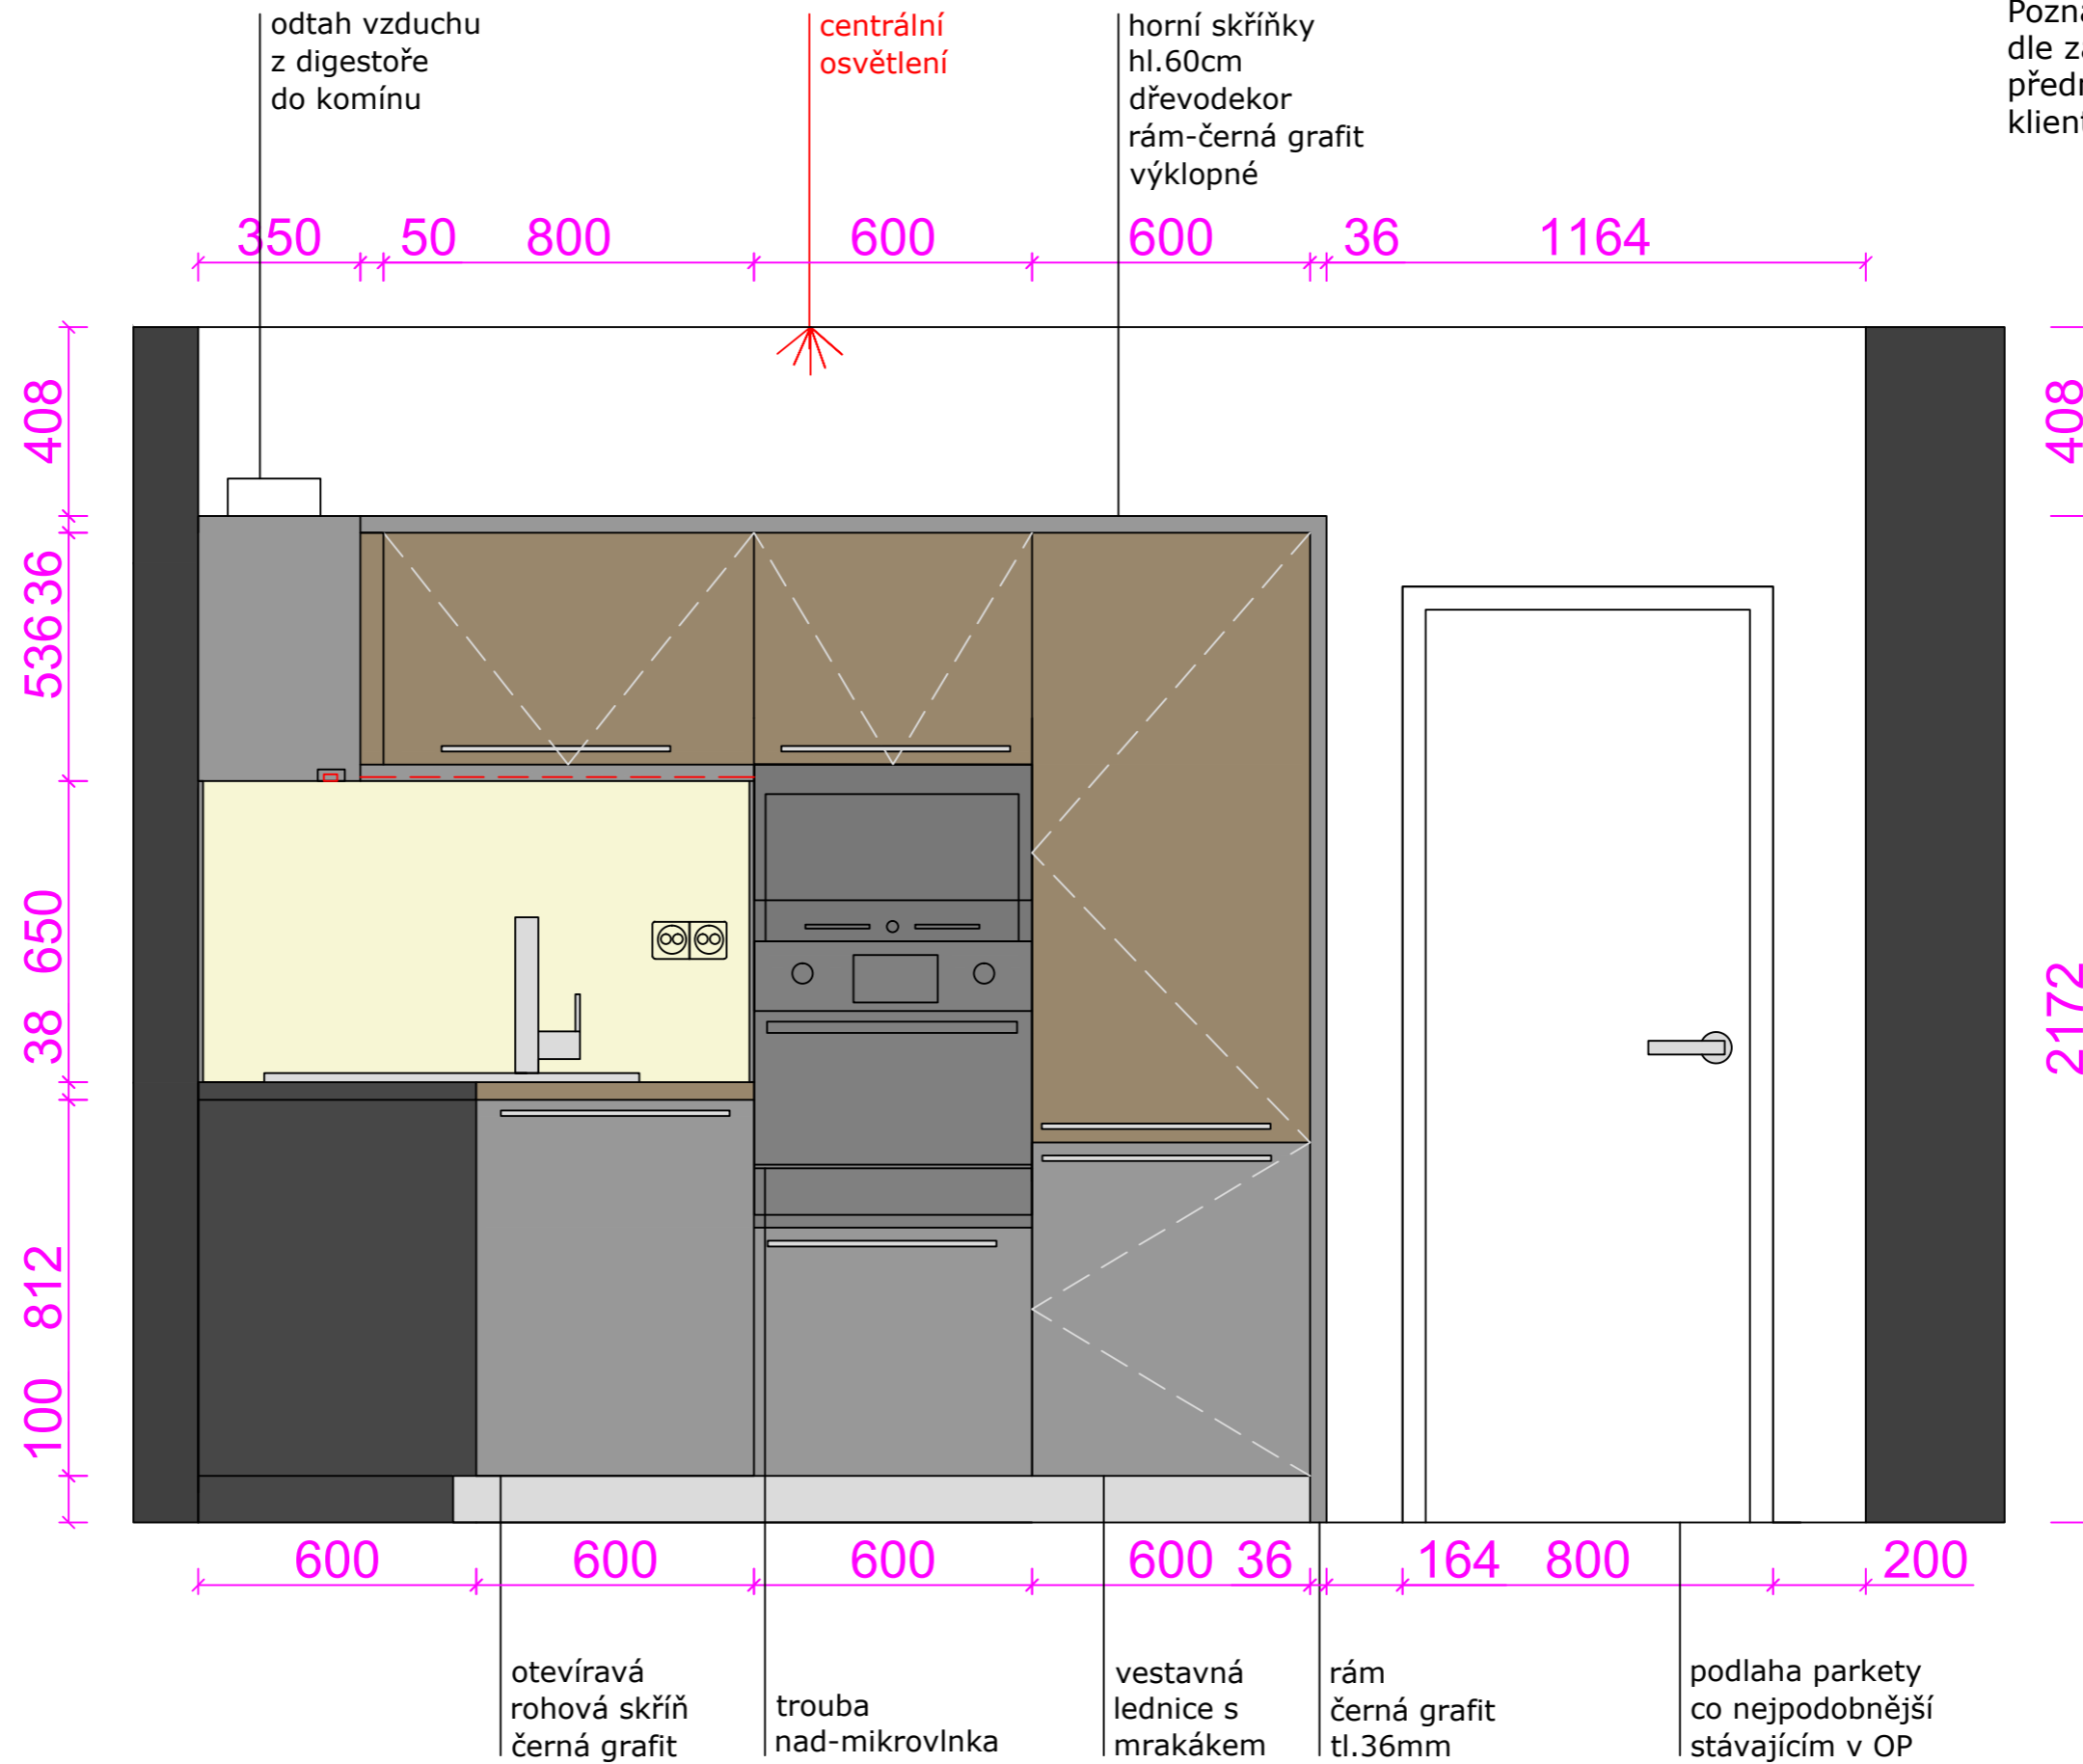 odtah vzduchu
z digestoře
do komínu
centrální
osvětlení
horní skříňky
hl.60cm
dřevodekor
rám-černá grafit
výklopné
dle
350
50
800
600
600
36
1164
408
36
536
650
38
812
100
408
2172
600
600
600
600
36
164
800
200
otevíravá
rohová skříň
černá grafit
trouba
nad-mikrovlnka
vestavná
lednice s
mrakákem
rám
černá grafit
tl.36mm
podlaha parkety
co nejpodobnější
stávajícím v OP